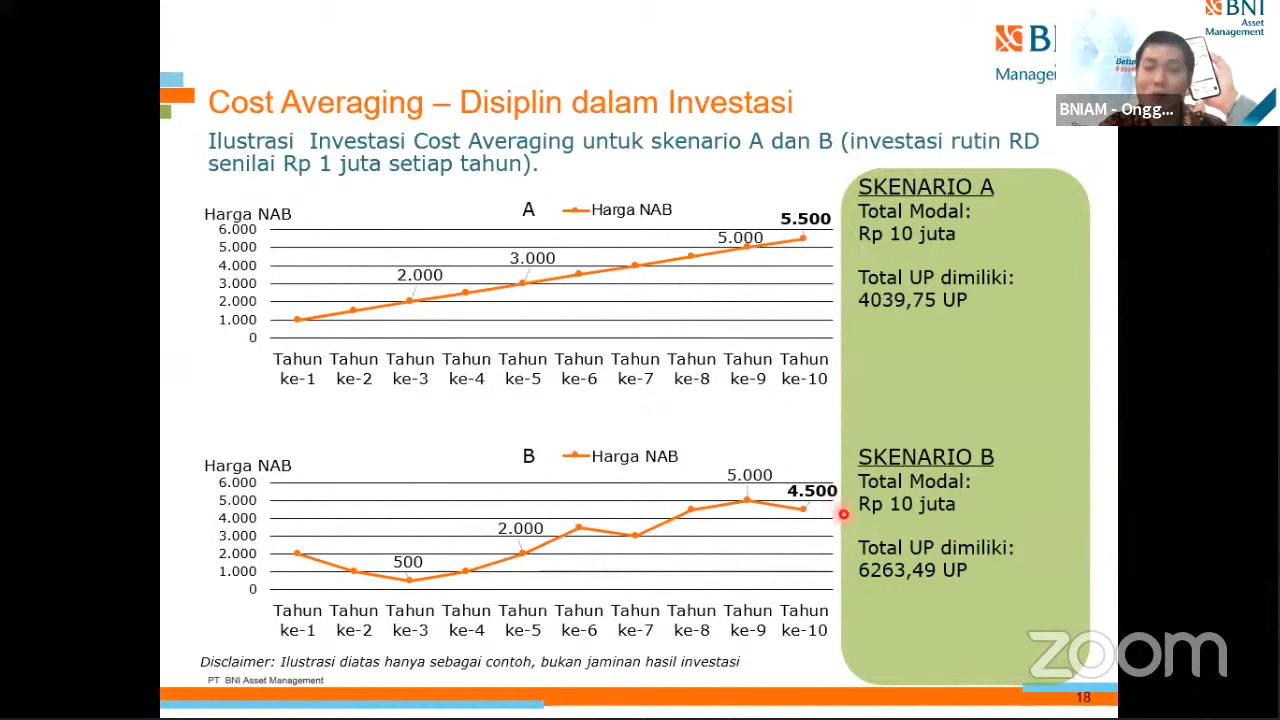 BNI
Asset
Management
BNI
Manage
BNIAM - Ongg...
Cost Averaging – Disiplin dalam Investasi
Ilustrasi Investasi Cost Averaging untuk skenario A dan B (investasi rutin RD
senilai Rp 1 juta setiap tahun).
Harga NAB
A
Harga NAB
6.000
5.000
4.000
3.000
2.000
1.000
0
2.000
3.000
5.000
5.500
Tahun ke-1
Tahun ke-2
Tahun ke-3
Tahun ke-4
Tahun ke-5
Tahun ke-6
Tahun ke-7
Tahun ke-8
Tahun ke-9
Tahun ke-10
SKENARIO A
Total Modal:
Rp 10 juta
Total UP dimiliki:
4039,75 UP
Harga NAB
B
Harga NAB
6.000
5.000
4.000
3.000
2.000
1.000
0
500
2.000
5.000
4.500
Tahun ke-1
Tahun ke-2
Tahun ke-3
Tahun ke-4
Tahun ke-5
Tahun ke-6
Tahun ke-7
Tahun ke-8
Tahun ke-9
Tahun ke-10
SKENARIO B
Total Modal:
Rp 10 juta
Total UP dimiliki:
6263,49 UP
Disclaimer: Ilustrasi diatas hanya sebagai contoh, bukan jaminan hasil investasi
PT BNI Asset Management
zoom
18